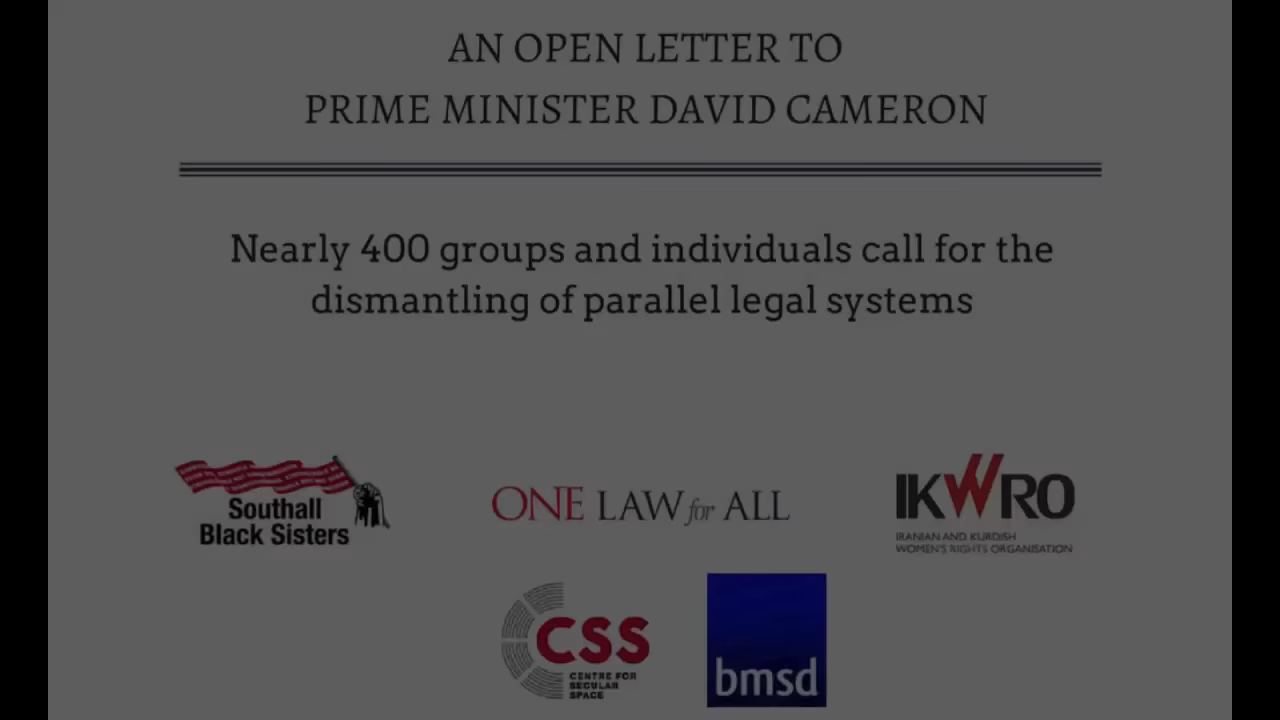 AN OPEN LETTER TO
PRIME MINISTER DAVID CAMERON
Nearly 400 groups and individuals call for the
dismantling of parallel legal systems
Southall
Black Sisters
ONE LAW for ALL
IKWRO
IRANIAN AND KURDISH
WOMEN'S RIGHTS ORGANISATION
CSS
CENTRE FOR
SECULAR
SPACE
bmsd